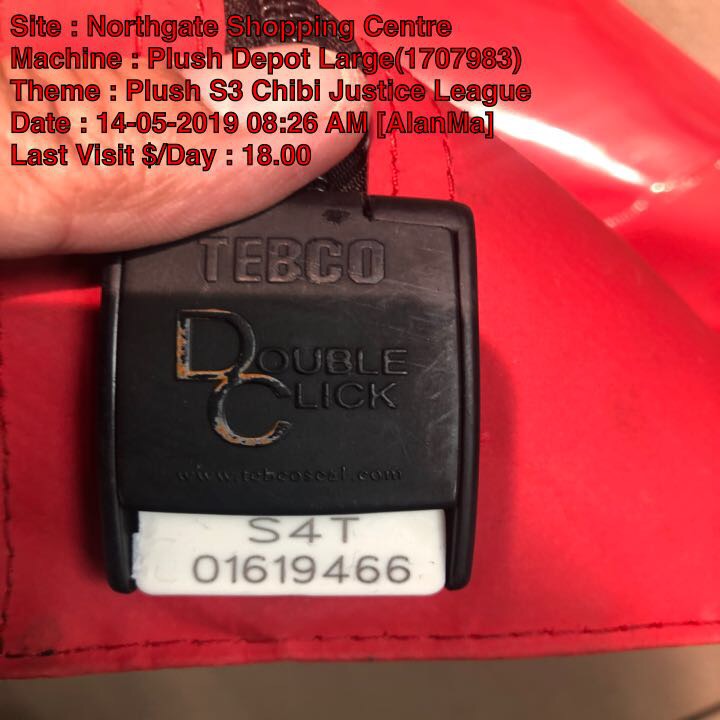 Site : Northgate Shopping Centre
Machine : Plush Depot Large(1707983)
Theme : Plush S3 Chibi Justice League
Date : 14-05-2019 08:26 AM [AlanMa]
Last Visit $/Day : 18.00
TEBCO
DOUBLE
CLICK
www.tebcoseal.com
S4T
01619466